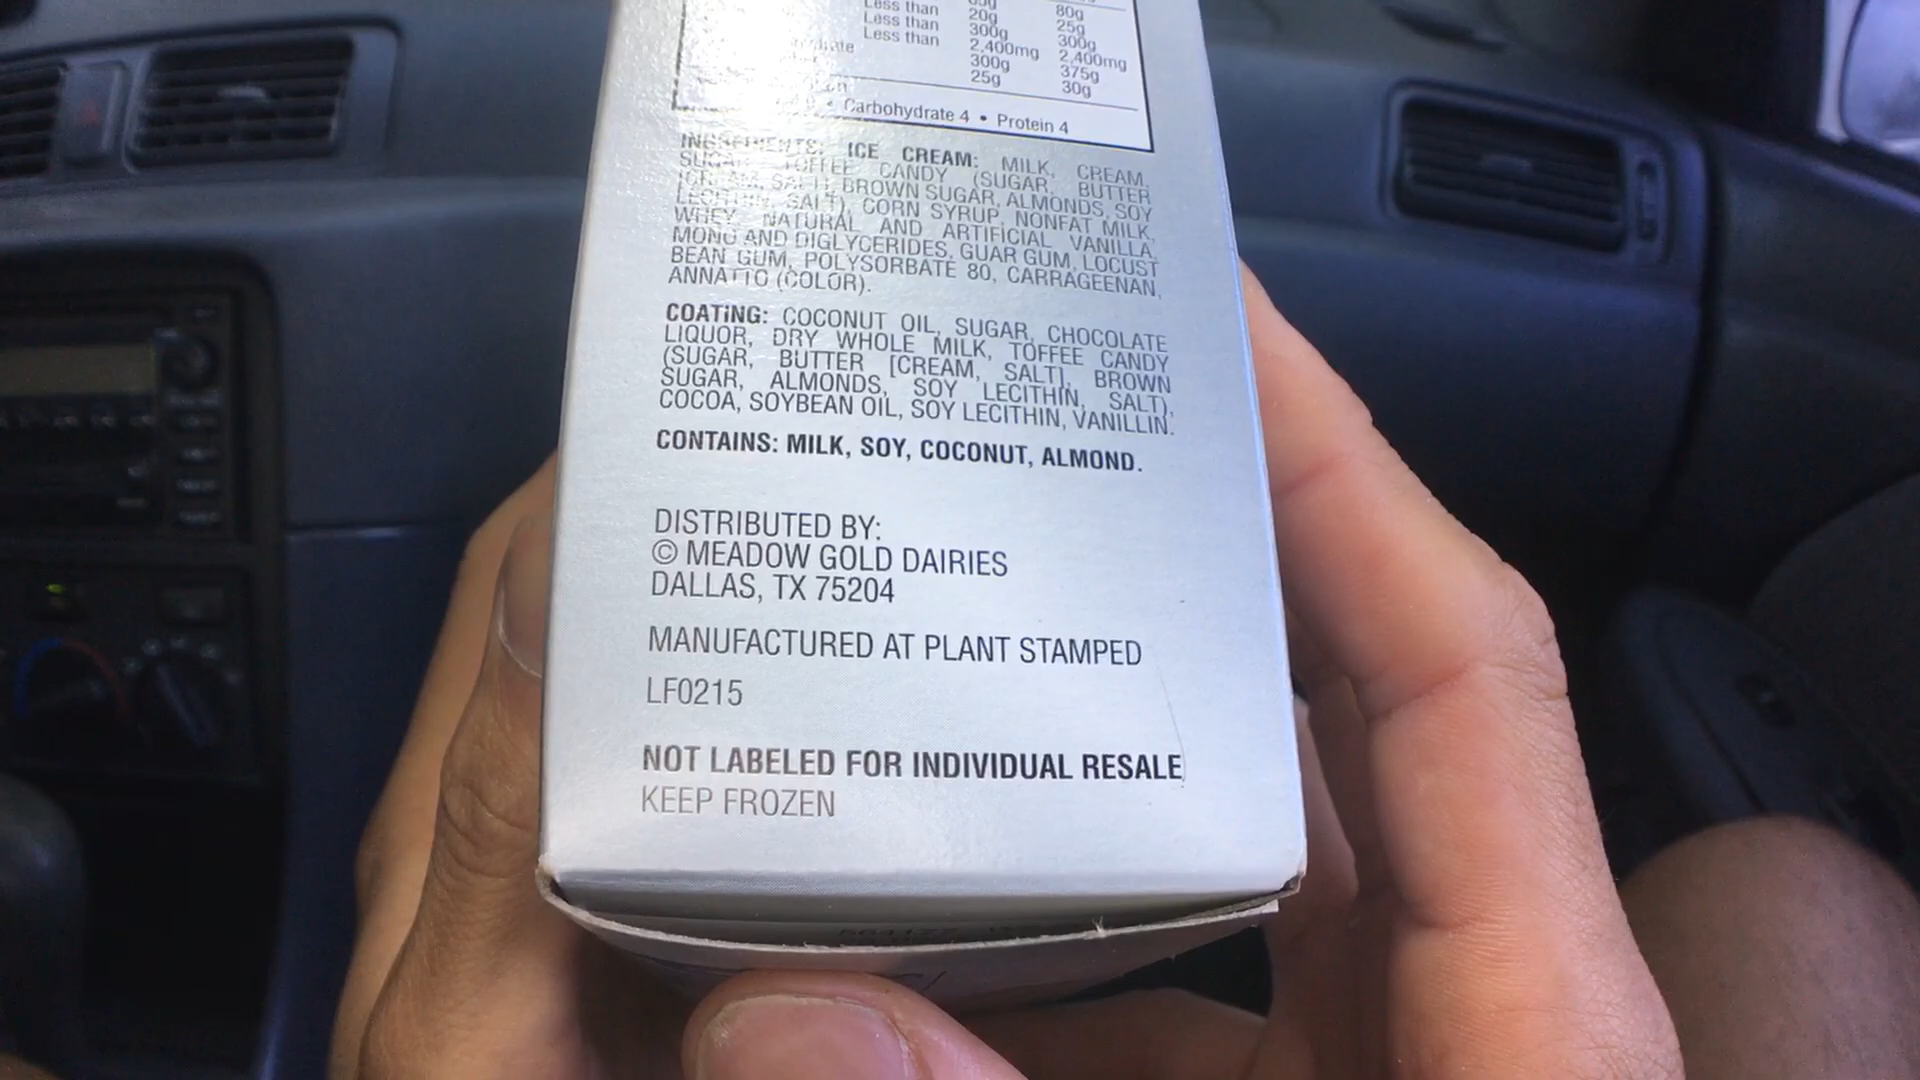 Less than 80g
Less than 20g 25g
Less than 300g 300g
2,400mg 2,400mg
300g 375g
25g 30g
• Carbohydrate 4 • Protein 4
INGREDIENTS: ICE CREAM: MILK, CREAM,
SUGAR, TOFFEE CANDY (SUGAR, BUTTER
SALT], BROWN SUGAR, ALMONDS, SOY
LECITHIN, SALT), CORN SYRUP, NONFAT MILK,
WHEY, NATURAL AND ARTIFICIAL VANILLA,
MONO AND DIGLYCERIDES, GUAR GUM, LOCUST
BEAN GUM, POLYSORBATE 80, CARRAGEENAN,
ANNATTO (COLOR).
COATING: COCONUT OIL, SUGAR, CHOCOLATE
LIQUOR, DRY WHOLE MILK, TOFFEE CANDY
(SUGAR, BUTTER [CREAM, SALT], BROWN
SUGAR, ALMONDS, SOY LECITHIN, SALT),
COCOA, SOYBEAN OIL, SOY LECITHIN, VANILLIN.
CONTAINS: MILK, SOY, COCONUT, ALMOND.
DISTRIBUTED BY:
© MEADOW GOLD DAIRIES
DALLAS, TX 75204
MANUFACTURED AT PLANT STAMPED
LF0215
NOT LABELED FOR INDIVIDUAL RESALE
KEEP FROZEN